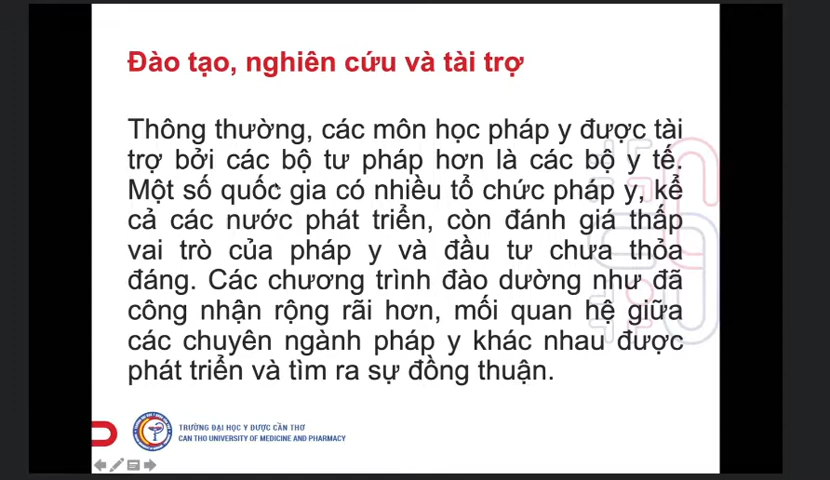 Đào tạo, nghiên cứu và tài trợ
Thông thường, các môn học pháp y được tài
trợ bởi các bộ tư pháp hơn là các bộ y tế.
Một số quốc gia có nhiều tổ chức pháp y, kể
cả các nước phát triển, còn đánh giá thấp
vai trò của pháp y và đầu tư chưa thỏa
đáng. Các chương trình đào dường như đã
công nhận rộng rãi hơn, mối quan hệ giữa
các chuyên ngành pháp y khác nhau được
phát triển và tìm ra sự đồng thuận.
TRƯỜNG ĐẠI HỌC Y DƯỢC CẦN THƠ
CAN THO UNIVERSITY OF MEDICINE AND PHARMACY